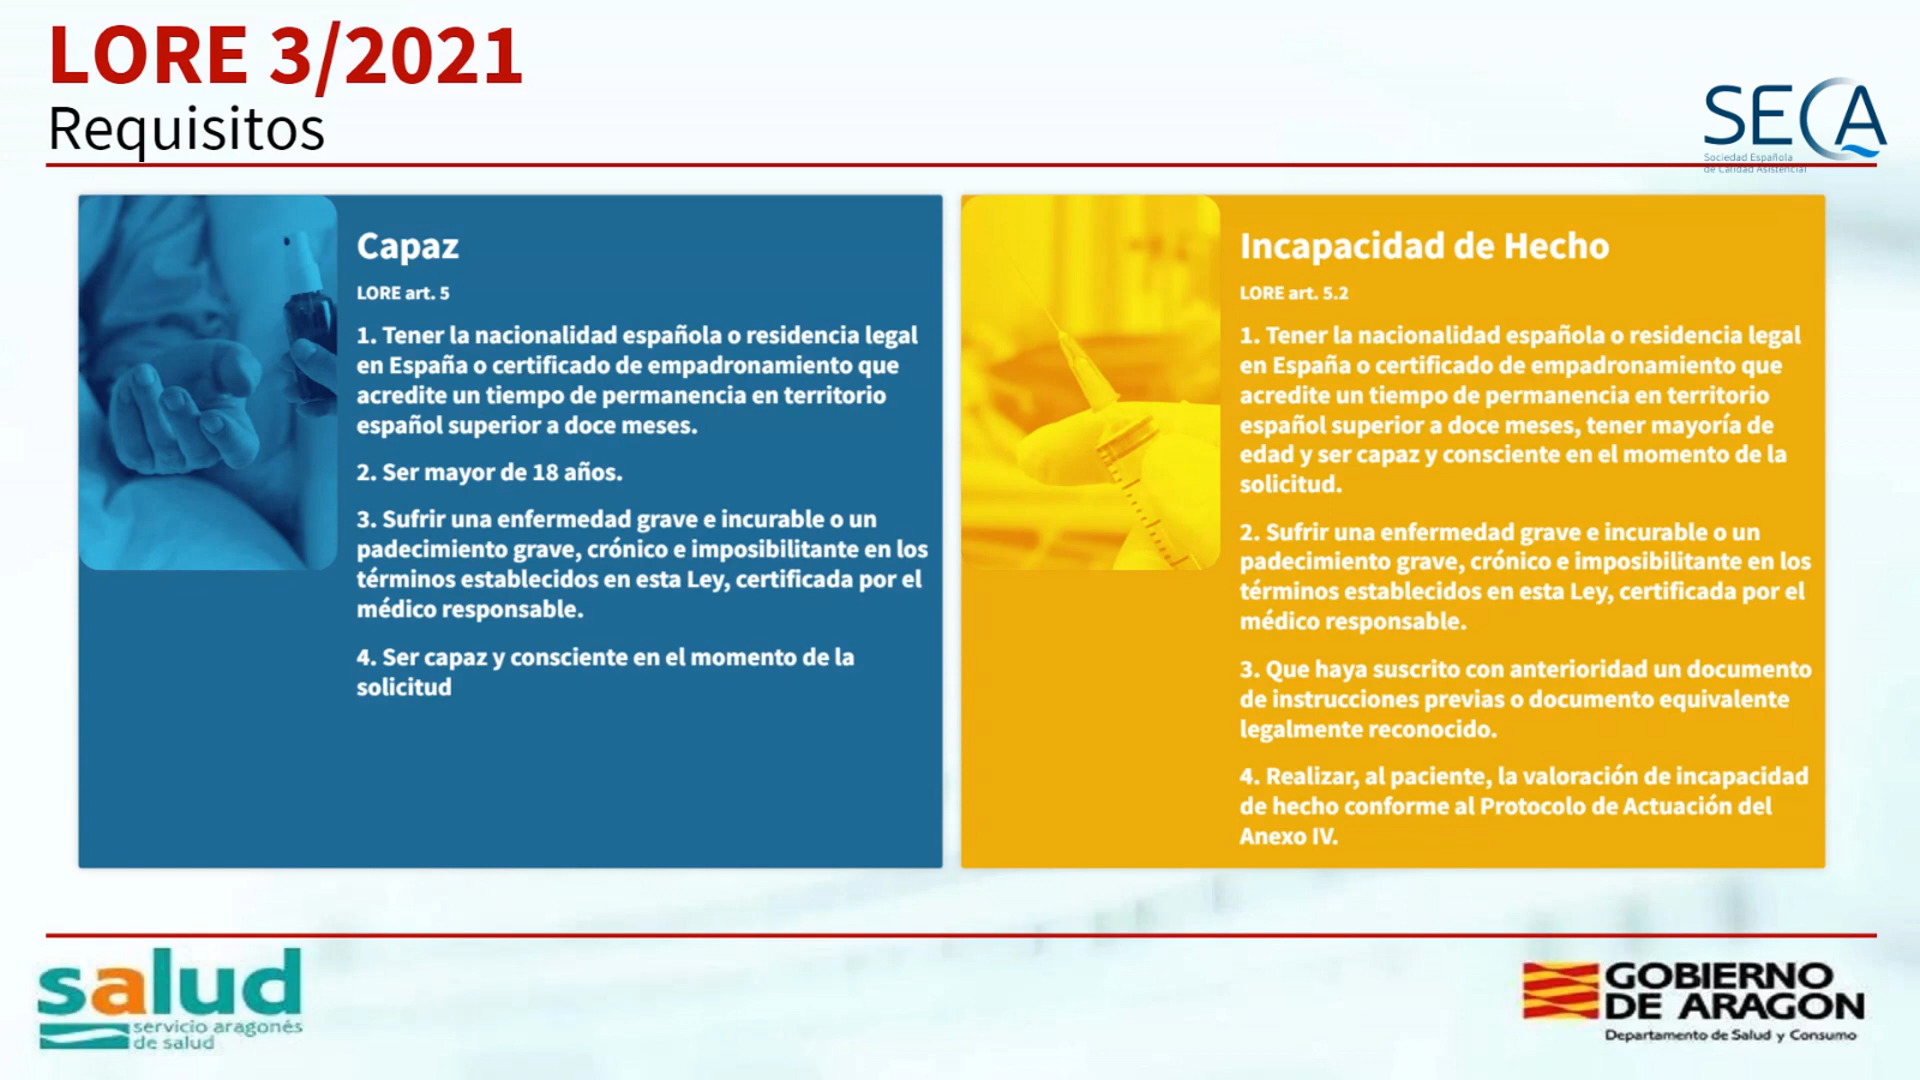 LORE 3/2021
Requisitos
SECA
Sociedad Española
de Calidad Asistencial
Capaz
LORE art. 5
1. Tener la nacionalidad española o residencia legal
en España o certificado de empadronamiento que
acredite un tiempo de permanencia en territorio
español superior a doce meses.
2. Ser mayor de 18 años.
3. Sufrir una enfermedad grave e incurable o un
padecimiento grave, crónico e imposibilitante en los
términos establecidos en esta Ley, certificada por el
médico responsable.
4. Ser capaz y consciente en el momento de la
solicitud
Incapacidad de Hecho
LORE art. 5.2
1. Tener la nacionalidad española o residencia legal
en España o certificado de empadronamiento que
acredite un tiempo de permanencia en territorio
español superior a doce meses, tener mayoría de
edad y ser capaz y consciente en el momento de la
solicitud.
2. Sufrir una enfermedad grave e incurable o un
padecimiento grave, crónico e imposibilitante en los
términos establecidos en esta Ley, certificada por el
médico responsable.
3. Que haya suscrito con anterioridad un documento
de instrucciones previas o documento equivalente
legalmente reconocido.
4. Realizar, al paciente, la valoración de incapacidad
de hecho conforme al Protocolo de Actuación del
Anexo IV.
salud
servicio aragonés
de salud
GOBIERNO
DE ARAGON
Departamento de Salud y Consumo